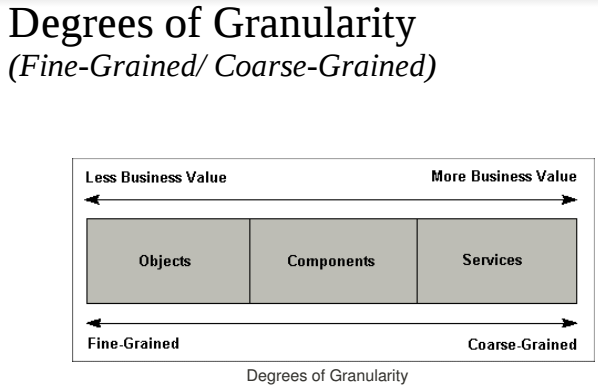 Degrees of Granularity
(Fine-Grained/ Coarse-Grained)
Less Business Value More Business Value
Objects Components Services
Fine-Grained Coarse-Grained
Degrees of Granularity